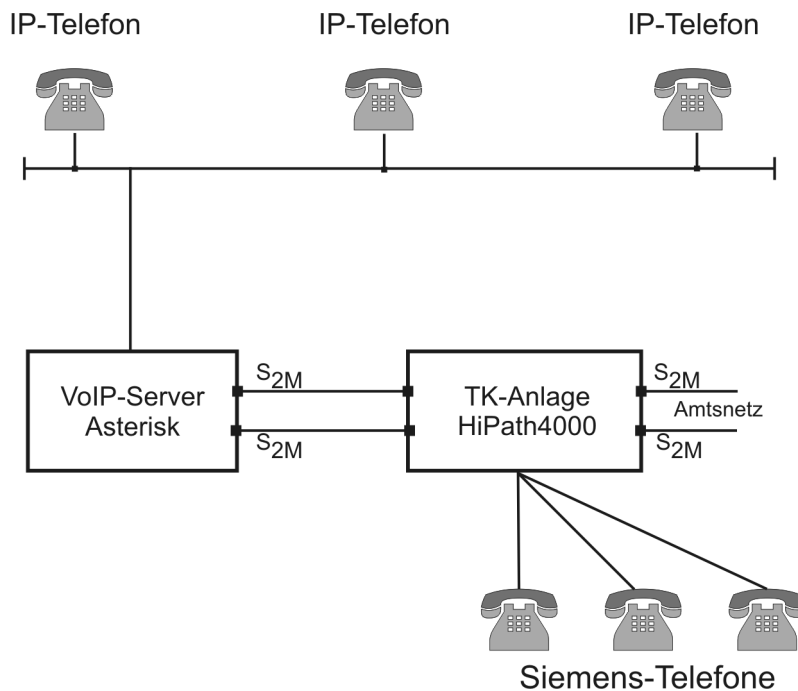 IP-Telefon
IP-Telefon
IP-Telefon
VoIP-Server
Asterisk
S2M
S2M
TK-Anlage
HiPath4000
S2M
Amtsnetz
S2M
Siemens-Telefone